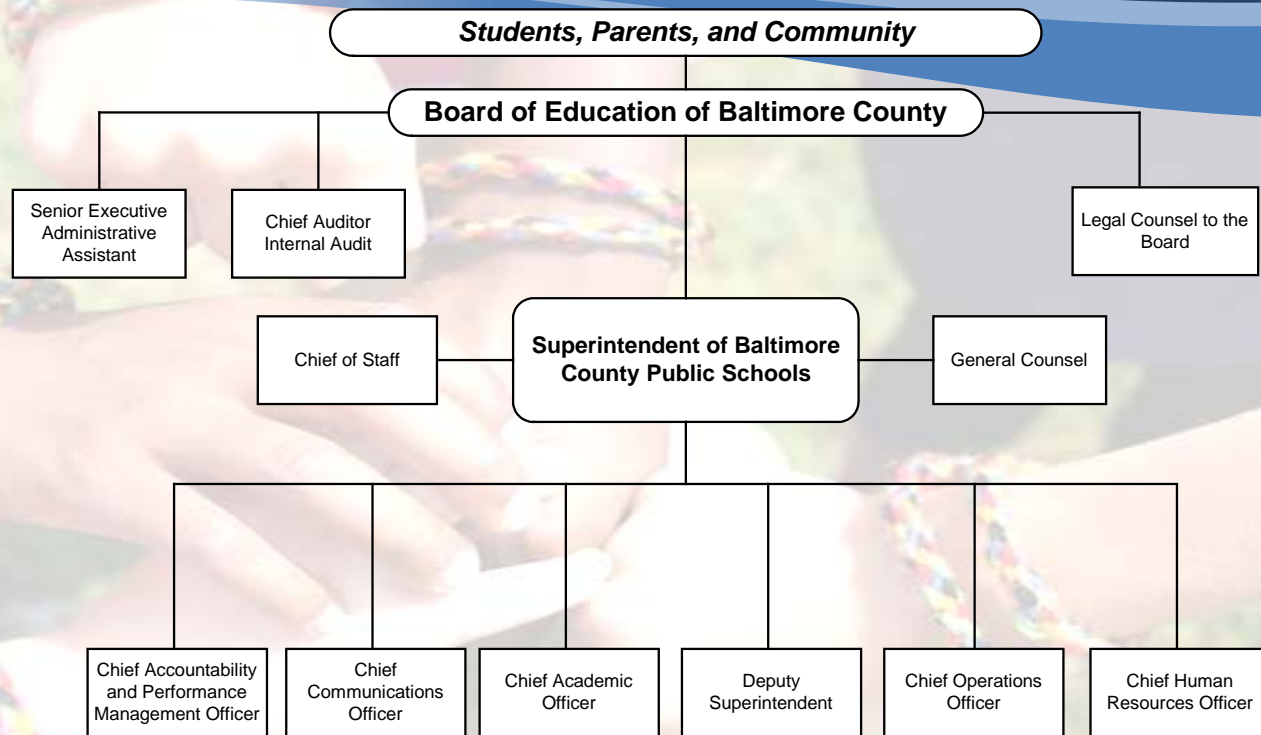 Students, Parents, and Community
Board of Education of Baltimore County
Senior Executive
Administrative
Assistant
Chief Auditor
Internal Audit
Legal Counsel to the
Board
Chief of Staff
Superintendent of Baltimore
County Public Schools
General Counsel
Chief Accountability
and Performance
Management Officer
Chief
Communications
Officer
Chief Academic
Officer
Deputy
Superintendent
Chief Operations
Officer
Chief Human
Resources Officer